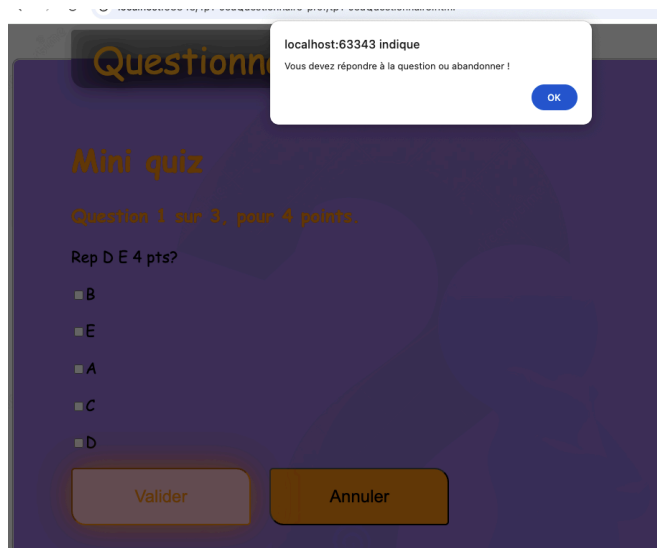 localhost:63343 indique
Vous devez répondre à la question ou abandonner !
OK
Mini quiz
Question 1 sur 3, pour 4 points.
Rep D E 4 pts?
B
E
A
C
D
Valider
Annuler